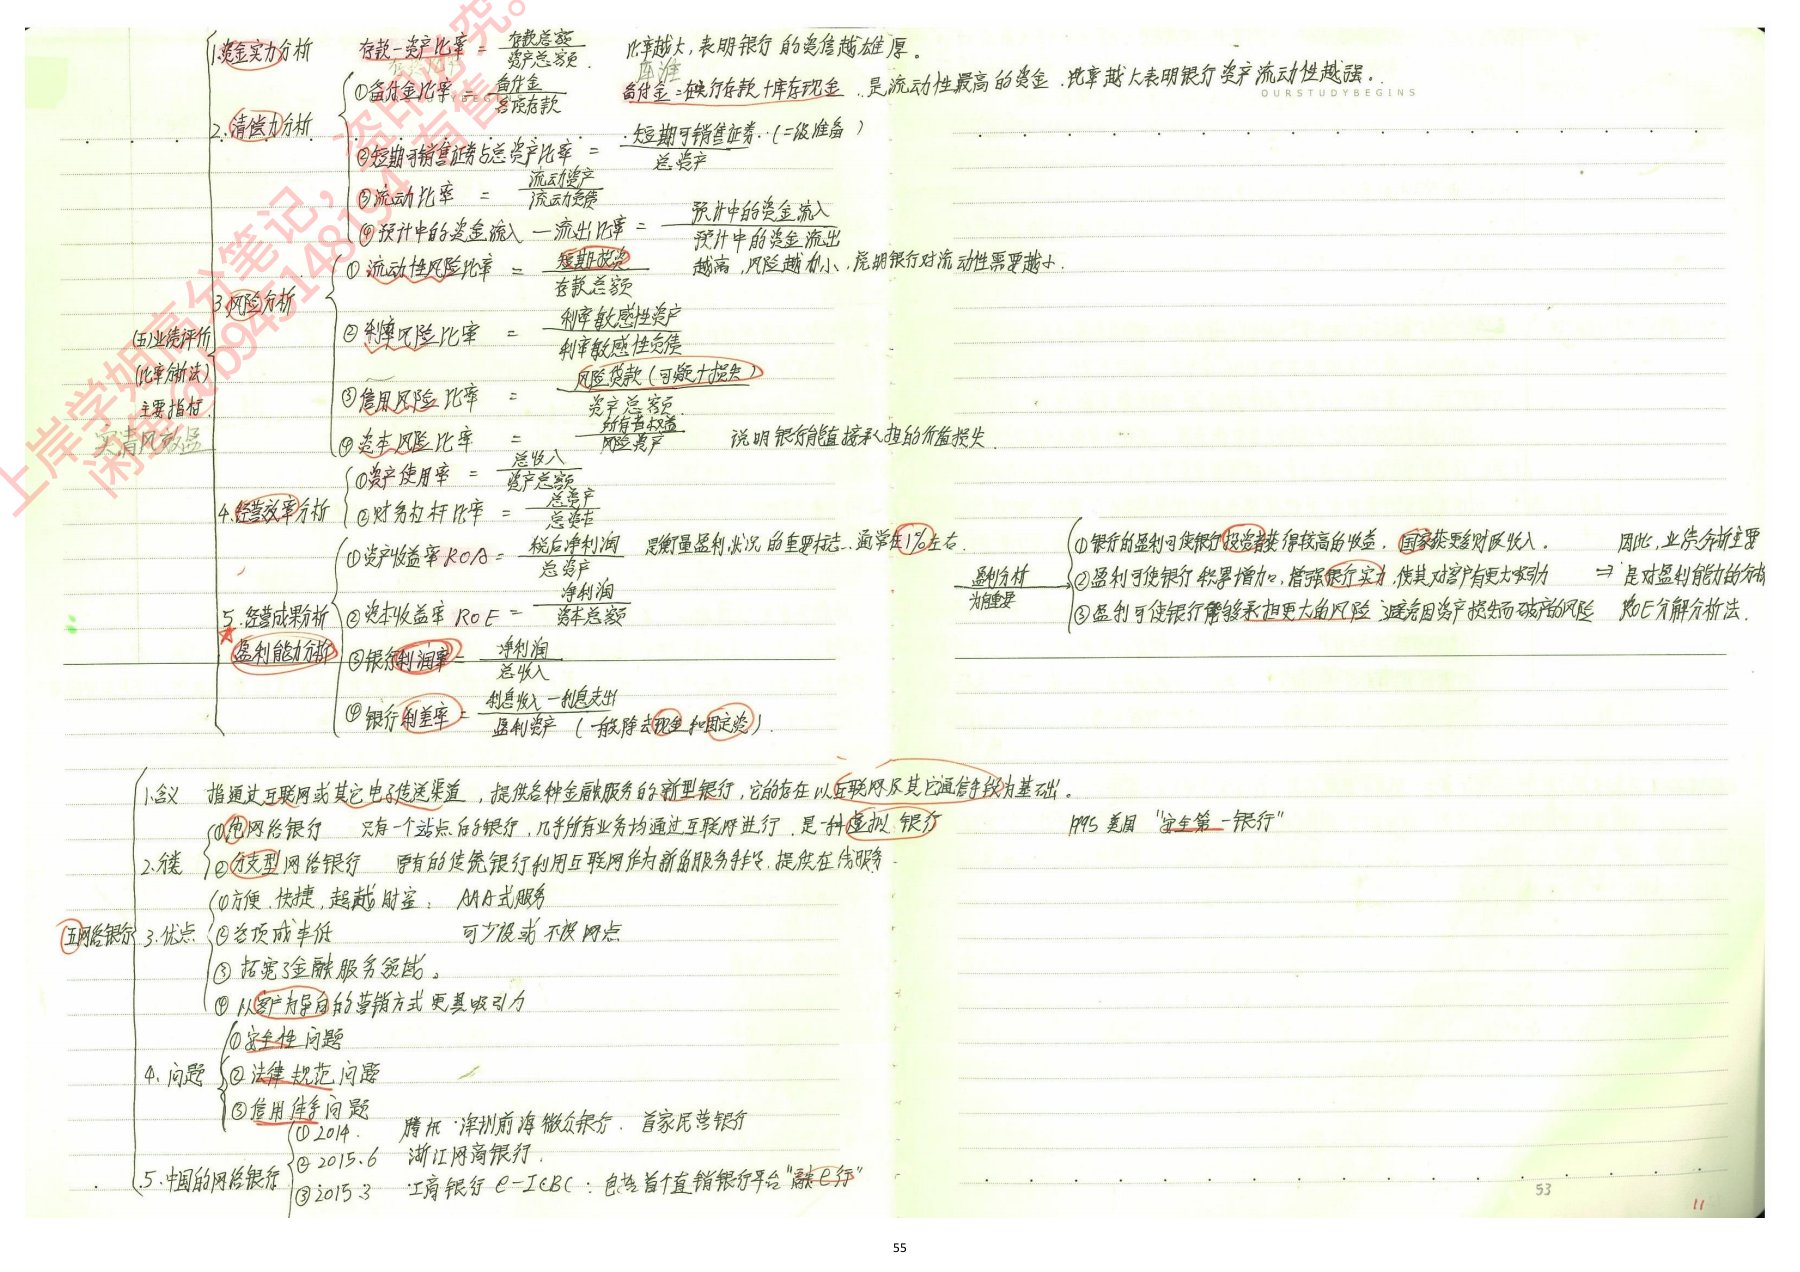 1.资金实力分析 存款—资产比率 = 存款总额/资产总额 比率越大,表明银行的资信越雄厚。
库 准
2.清偿力分析
①备付金比率 = 备付金/各项存款 备付金=在央行存款+库存现金,是流动性最高的资金.比率越大表明银行资产流动性越强.
OURSTUDYBEGINS
②短期可销售证券占总资产比率 = 短期可销售证券(二级准备)/总资产
③流动比率 = 流动资产/流动负债
④预计中的资金流入—流出比率 = 预计中的资金流入/预计中的资金流出
3.风险分析
①流动性风险比率 = 短期投资/存款总额 越高,风险越小,说明银行对流动性需要越小.
②利率风险比率 = 利率敏感性资产/利率敏感性负债
③信用风险比率 = 风险贷款(可疑+损失)/资产总额
④资本风险比率 = 所有者权益/风险资产 说明银行能直接承担的价值损失.
(五)业绩评价
(比率分析法)
主要指标.
实清风效盈
4.经营效率分析
①资产使用率 = 总收入/资产总额
②财务杠杆比率 = 总资产/总资本
5.经营成果分析
盈利能力分析
①资产收益率ROA = 税后净利润/总资产 是衡量盈利状况的重要标志.通常在1%左右.
②资本收益率ROE = 净利润/资本总额
③银行利润率 = 净利润/总收入
④银行利差率 = 利息收入—利息支出/盈利资产(一般除去现金和固定资)
盈利分析
为何重要
①银行的盈利可使银行投资者获得较高的收益,国家获更多财政收入. 因此,业绩分析主要
②盈利可使银行积累增加,增强银行实力,使其对客户有更大吸引力 ⇒ 是对盈利能力的分析
③盈利可使银行能够承担更大的风险,避免因资产损失而破产的风险 ROE分解分析法.
五网络银行
1.含义 指通过互联网或其它电子传送渠道,提供各种金融服务的新型银行,它的存在以互联网及其它通信手段为基础。
2.分类
①纯网络银行 只有一个站点的银行,几乎所有业务均通过互联网进行.是一种虚拟银行 1995 美国 "安全第一银行"
②分支型网络银行 原有的传统银行利用互联网作为新的服务手段.提供在线服务
3.优点
①方便.快捷,超越时空: AAA式服务
②各项成本低 可少设或不设网点
③拓宽了金融服务领域。
④以客户为导向的营销方式更具吸引力
4.问题
①安全性问题
②法律规范问题
③信用体系问题
5.中国的网络银行
①2014. 腾讯·深圳前海微众银行. 首家民营银行
②2015.6 浙江网商银行.
③2015.3 工商银行 e-ICBC: 包括首个直销银行平台"融e行"
53
11
55
上岸学姐高分笔记,盗印必究。